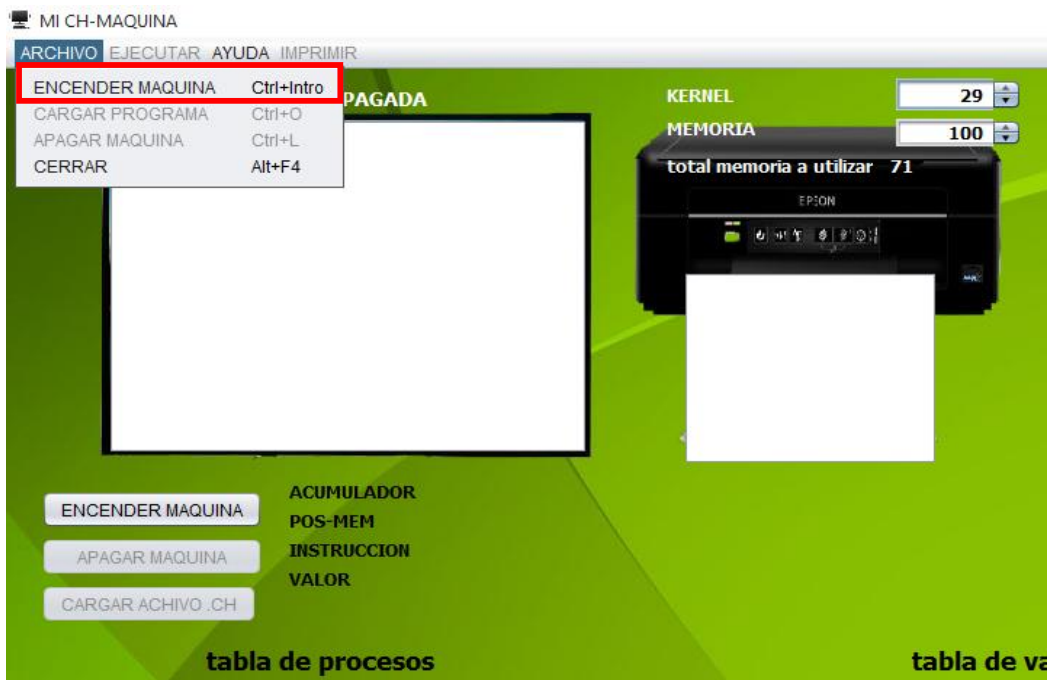 MI CH-MAQUINA
ARCHIVO EJECUTAR AYUDA IMPRIMIR
ENCENDER MAQUINA Ctrl+Intro
CARGAR PROGRAMA Ctrl+O
APAGAR MAQUINA Ctrl+L
CERRAR Alt+F4
PAGADA
KERNEL 29
MEMORIA 100
total memoria a utilizar 71
EPSON
ENCENDER MAQUINA
APAGAR MAQUINA
CARGAR ACHIVO .CH
ACUMULADOR
POS-MEM
INSTRUCCION
VALOR
tabla de procesos
tabla de va